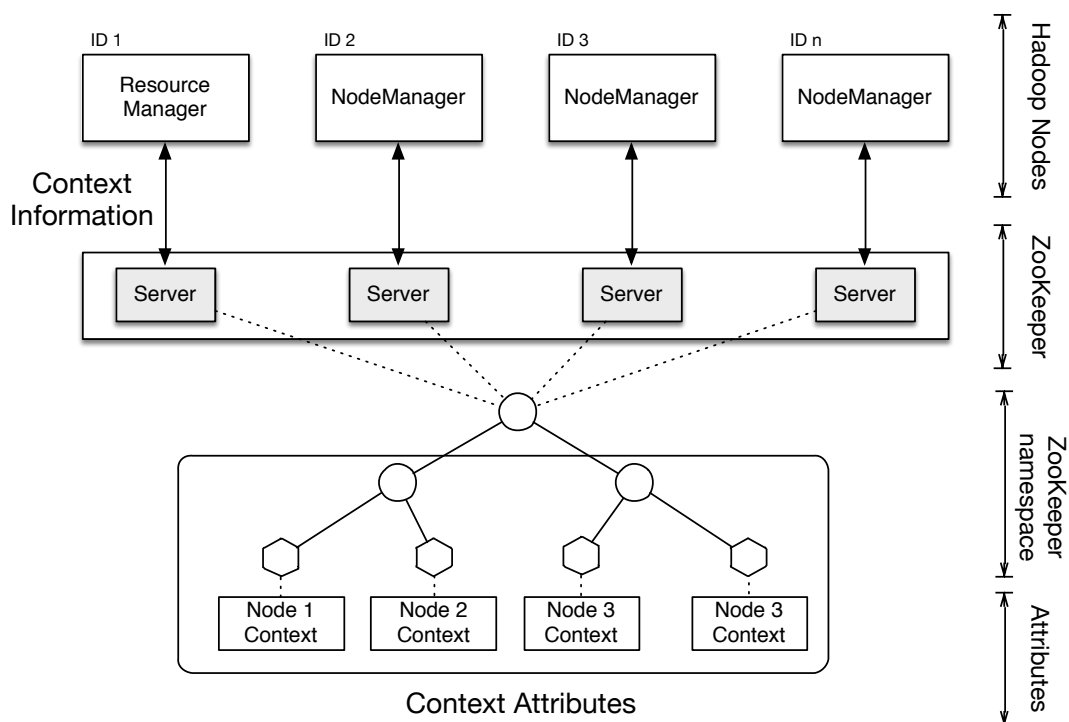 ID 1
ID 2
ID 3
ID n
Resource
Manager
NodeManager
NodeManager
NodeManager
Hadoop Nodes
Context
Information
Server
Server
Server
Server
ZooKeeper
ZooKeeper
namespace
Node 1
Context
Node 2
Context
Node 3
Context
Node 3
Context
Attributes
Context Attributes